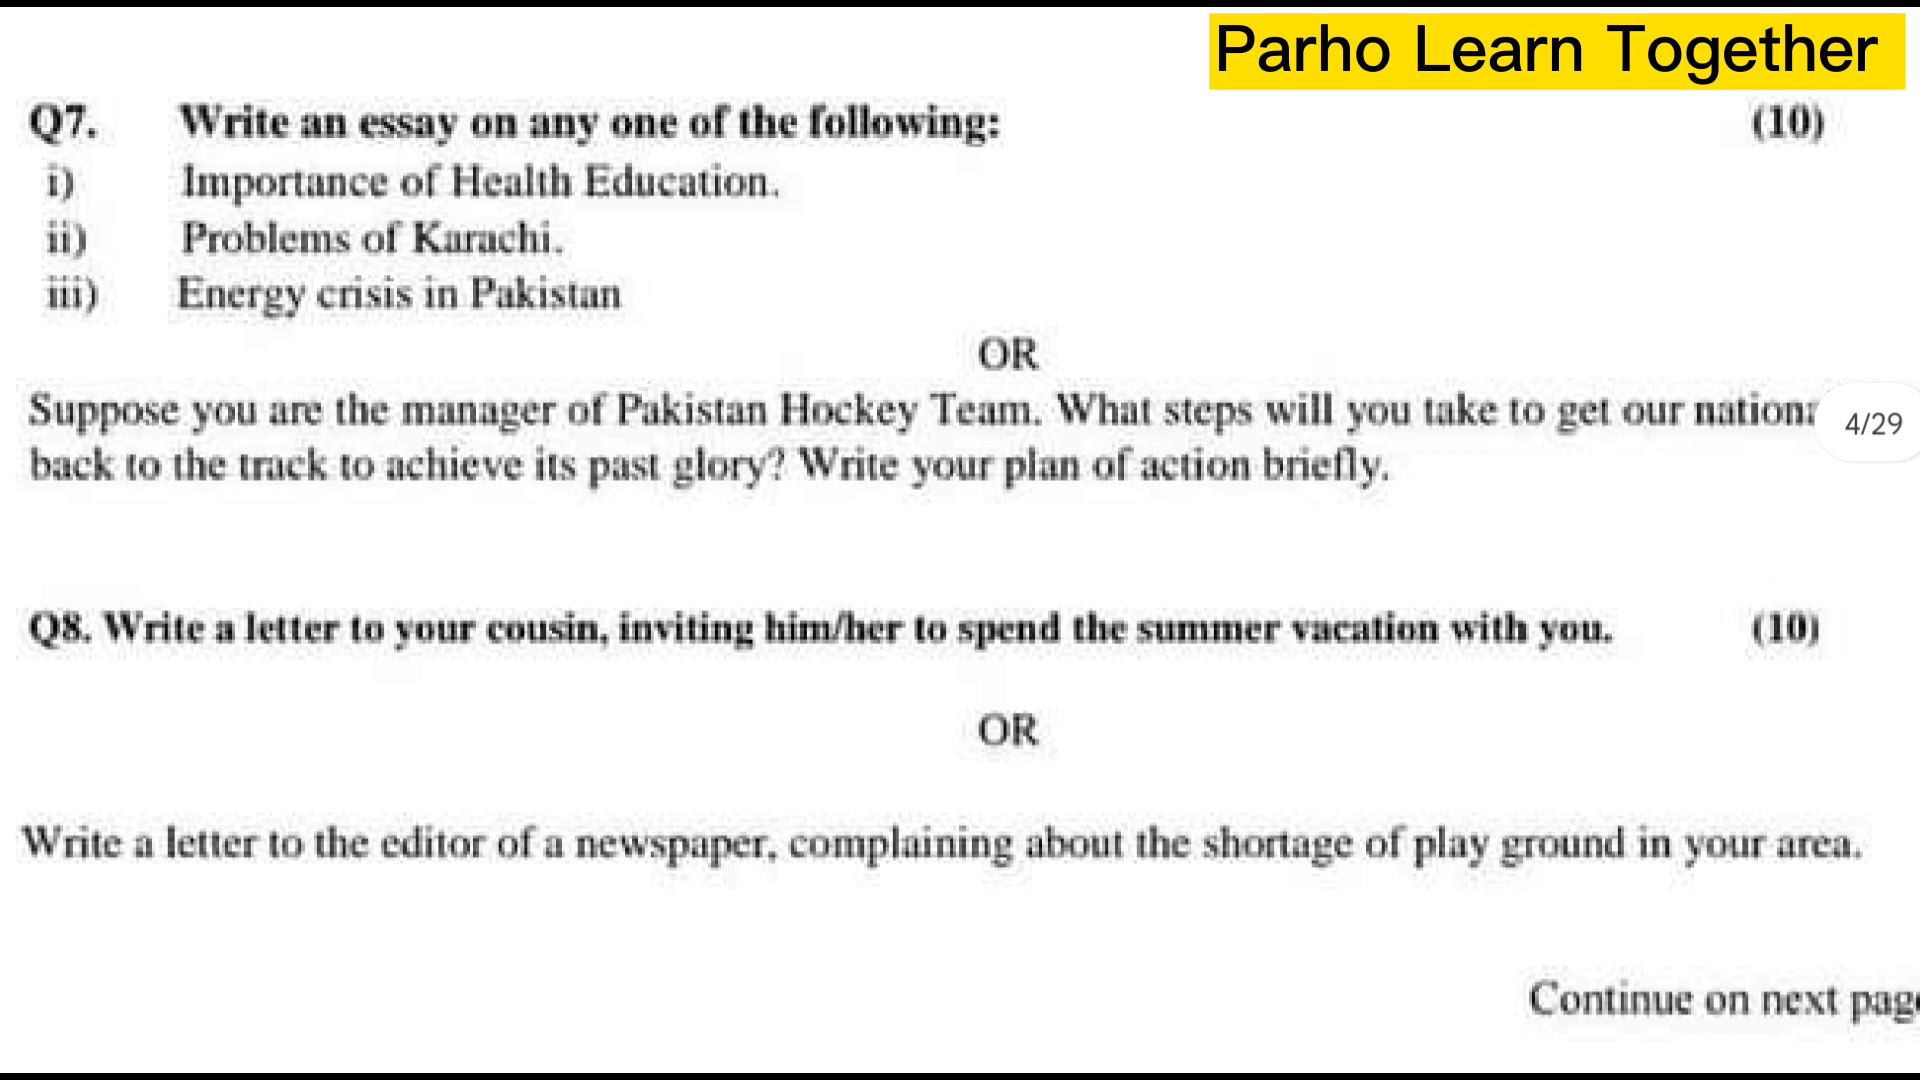 Parho Learn Together
Q7. Write an essay on any one of the following: (10)
i) Importance of Health Education.
ii) Problems of Karachi.
iii) Energy crisis in Pakistan
OR
Suppose you are the manager of Pakistan Hockey Team. What steps will you take to get our 4/29
back to the track to achieve its past glory? Write your plan of action briefly.
Q8. Write a letter to your cousin, inviting him/her to spend the summer vacation with you. (10)
OR
Write a letter to the editor of a newspaper, complaining about the shortage of play ground in your area.
Continue on next